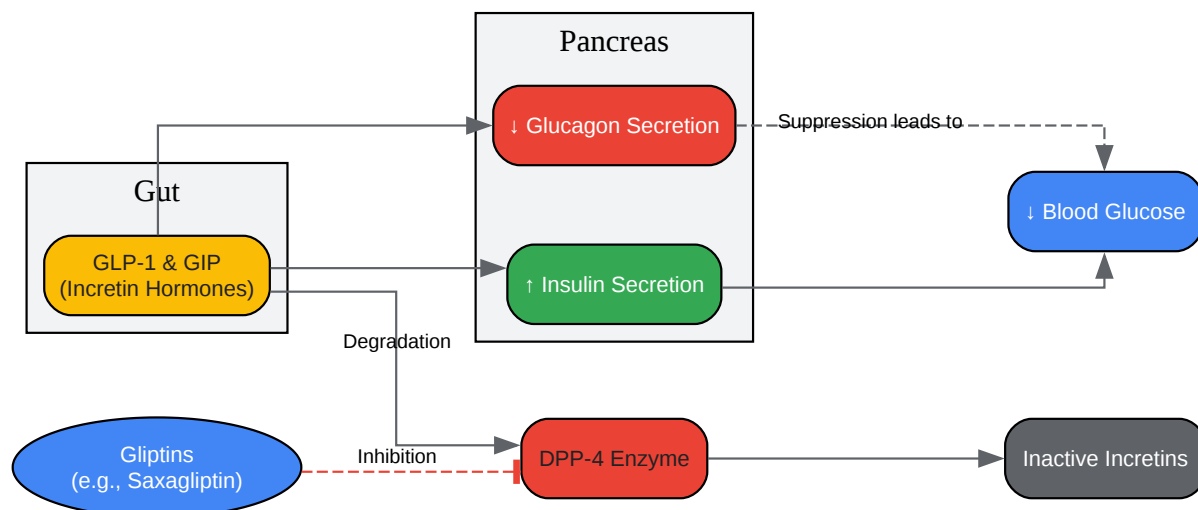 Pancreas
↓ Glucagon Secretion
Suppression leads to
Gut
↓ Blood Glucose
GLP-1 & GIP
(Incretin Hormones)
↑ Insulin Secretion
Degradation
Gliptins
(e.g., Saxagliptin)
Inhibition
DPP-4 Enzyme
Inactive Incretins